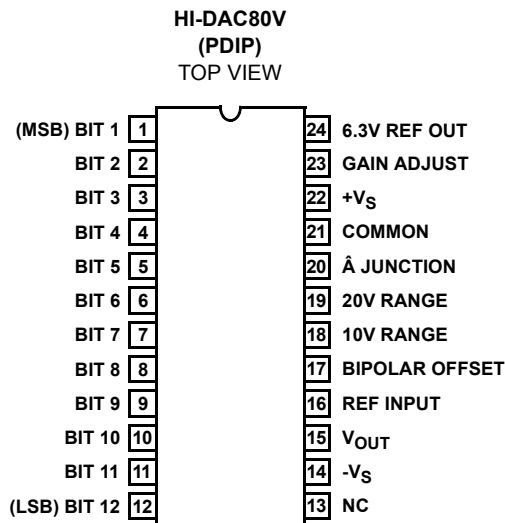 HI-DAC80V
(PDIP)
TOP VIEW
(MSB) BIT 1 1
BIT 2 2
BIT 3 3
BIT 4 4
BIT 5 5
BIT 6 6
BIT 7 7
BIT 8 8
BIT 9 9
BIT 10 10
BIT 11 11
(LSB) BIT 12 12
24 6.3V REF OUT
23 GAIN ADJUST
22 +VS
21 COMMON
20 Â JUNCTION
19 20V RANGE
18 10V RANGE
17 BIPOLAR OFFSET
16 REF INPUT
15 VOUT
14 -VS
13 NC